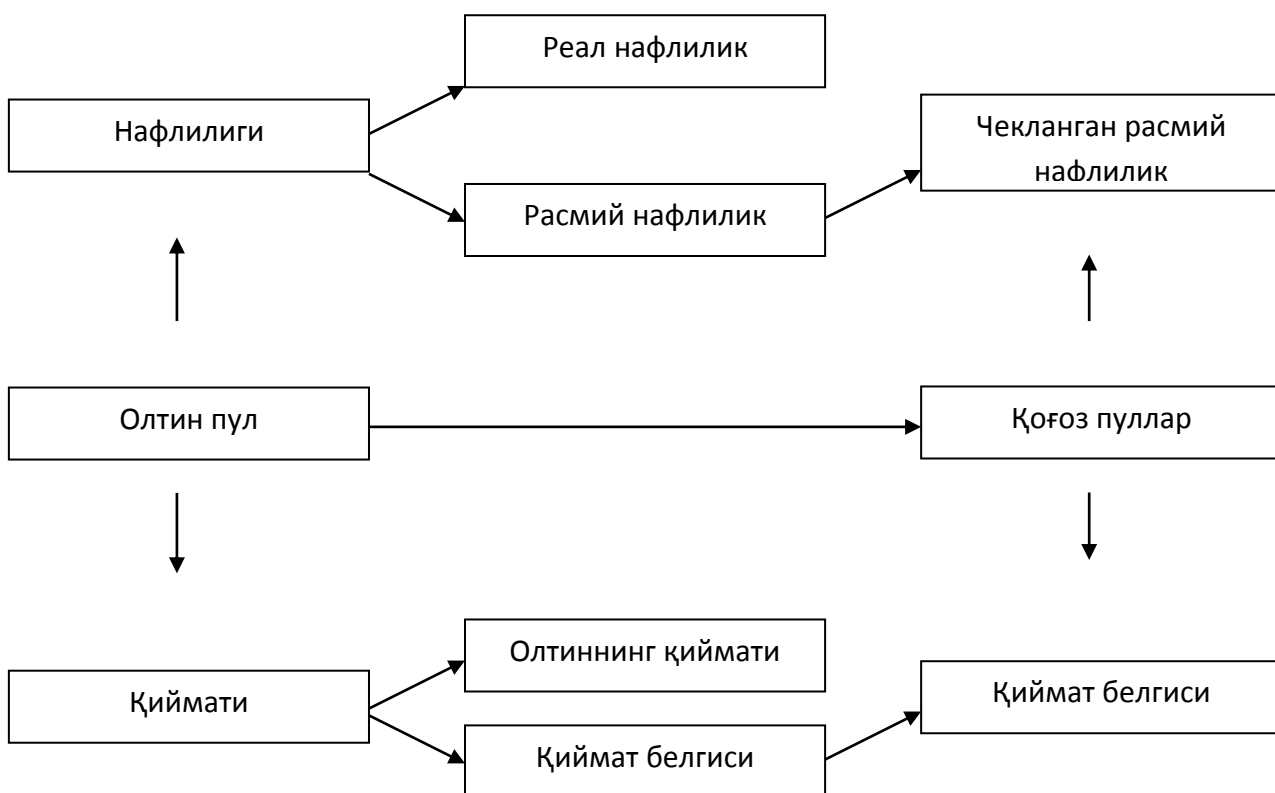 Реал нафлилик
Нафлилиги
Чекланган расмий
нафлилик
Расмий нафлилик
Олтин пул
Қоғоз пуллар
Олтиннинг қиймати
Қиймати
Қиймат белгиси
Қиймат белгиси